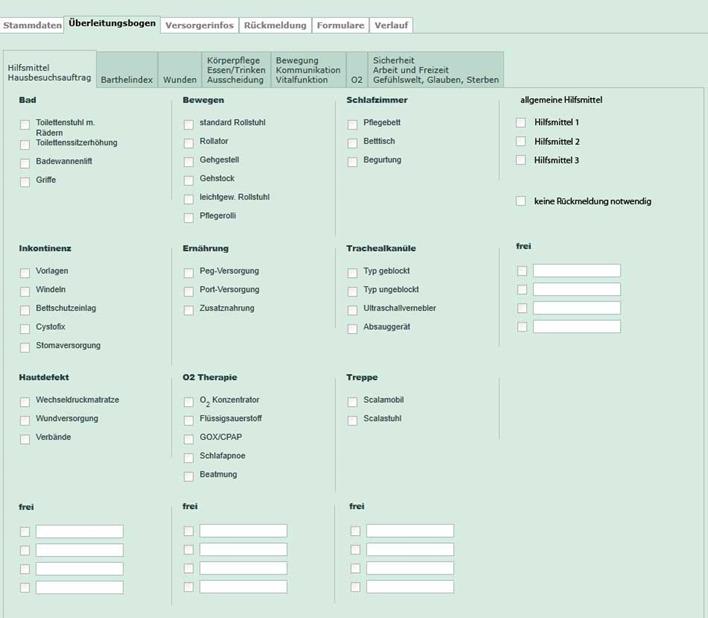 Stammdaten Überleitungsbogen Versorgerinfos Rückmeldung Formulare Verlauf
Hilfsmittel
Hausbesuchsauftrag
Barthelindex
Wunden
Körperpflege
Essen/Trinken
Ausscheidung
Bewegung
Kommunikation
Vitalfunktion
O2
Sicherheit
Arbeit und Freizeit
Gefühlswelt, Glauben, Sterben
Bad
Toilettenstuhl m.
Rädern
Toilettenssitzerhöhung
Badewannenlift
Griffe
Bewegen
standard Rollstuhl
Rollator
Gehgestell
Gehstock
leichtgew. Rollstuhl
Pflegerolli
Schlafzimmer
Pflegebett
Betttisch
Begurtung
allgemeine Hilfsmittel
Hilfsmittel 1
Hilfsmittel 2
Hilfsmittel 3
keine Rückmeldung notwendig
Inkontinenz
Vorlagen
Windeln
Bettschutzeinlag
Cystofix
Stomaversorgung
Ernährung
Peg-Versorgung
Port-Versorgung
Zusatznahrung
Trachealkanüle
Typ geblockt
Typ ungeblockt
Ultraschallvernebler
Absauggerät
frei
Hautdefekt
Wechseldruckmatratze
Wundversorgung
Verbände
O2 Therapie
O2 Konzentrator
Flüssigsauerstoff
GOX/CPAP
Schlafapnoe
Beatmung
Treppe
Scalamobil
Scalastuhl
frei
frei
frei